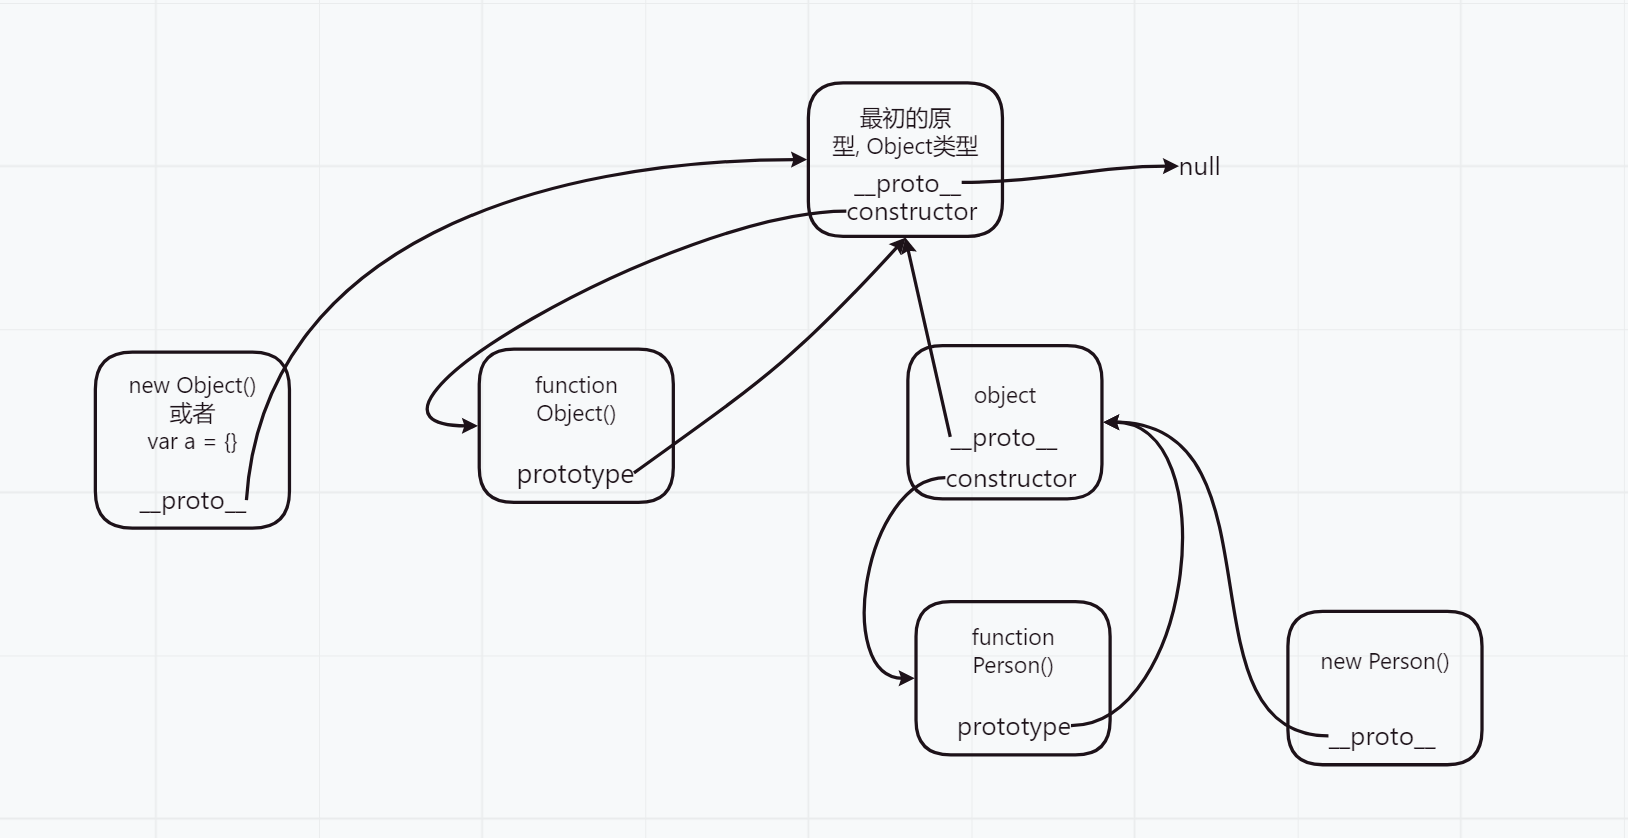 最初的原
型, Object类型
__proto__
constructor
null
new Object()
或者
var a = {}
__proto__
function
Object()
prototype
object
__proto__
constructor
function
Person()
prototype
new Person()
__proto__